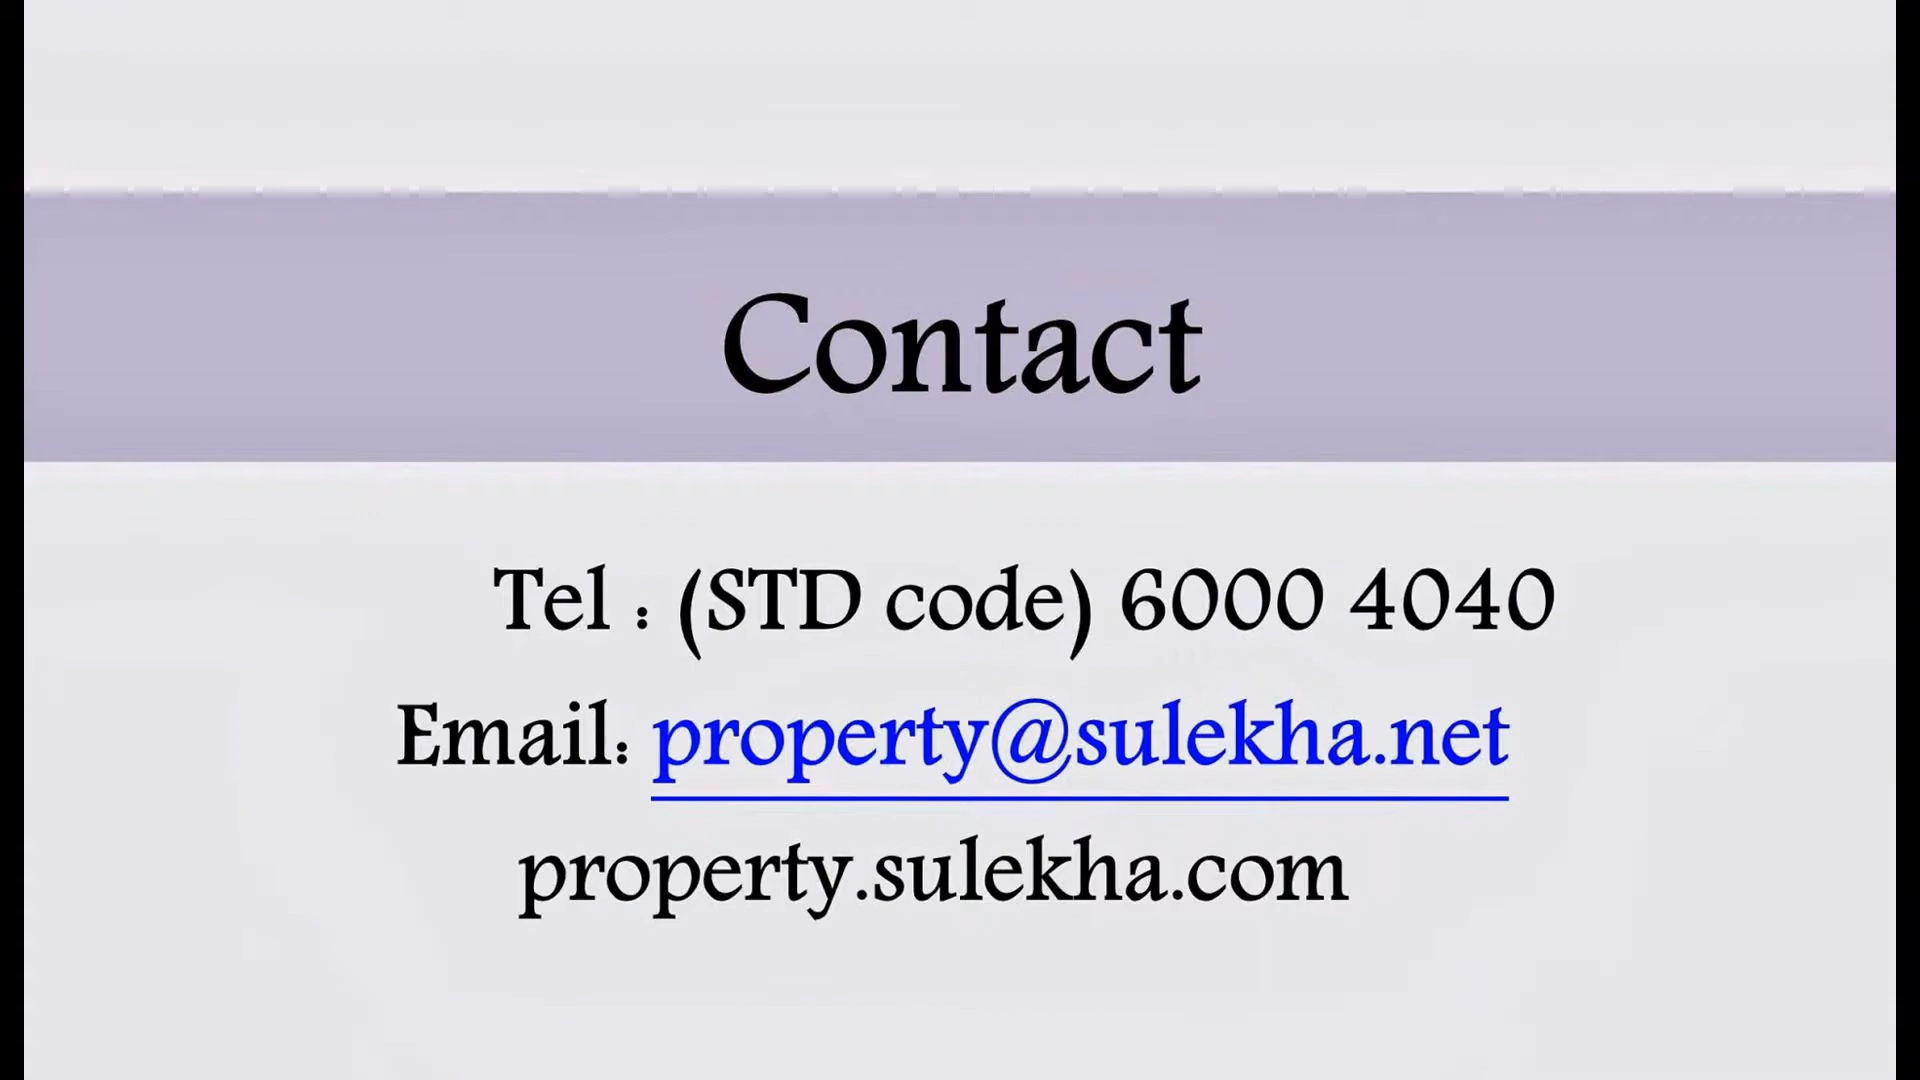 Contact
Tel : (STD code) 6000 4040
Email: property@sulekha.net
property.sulekha.com